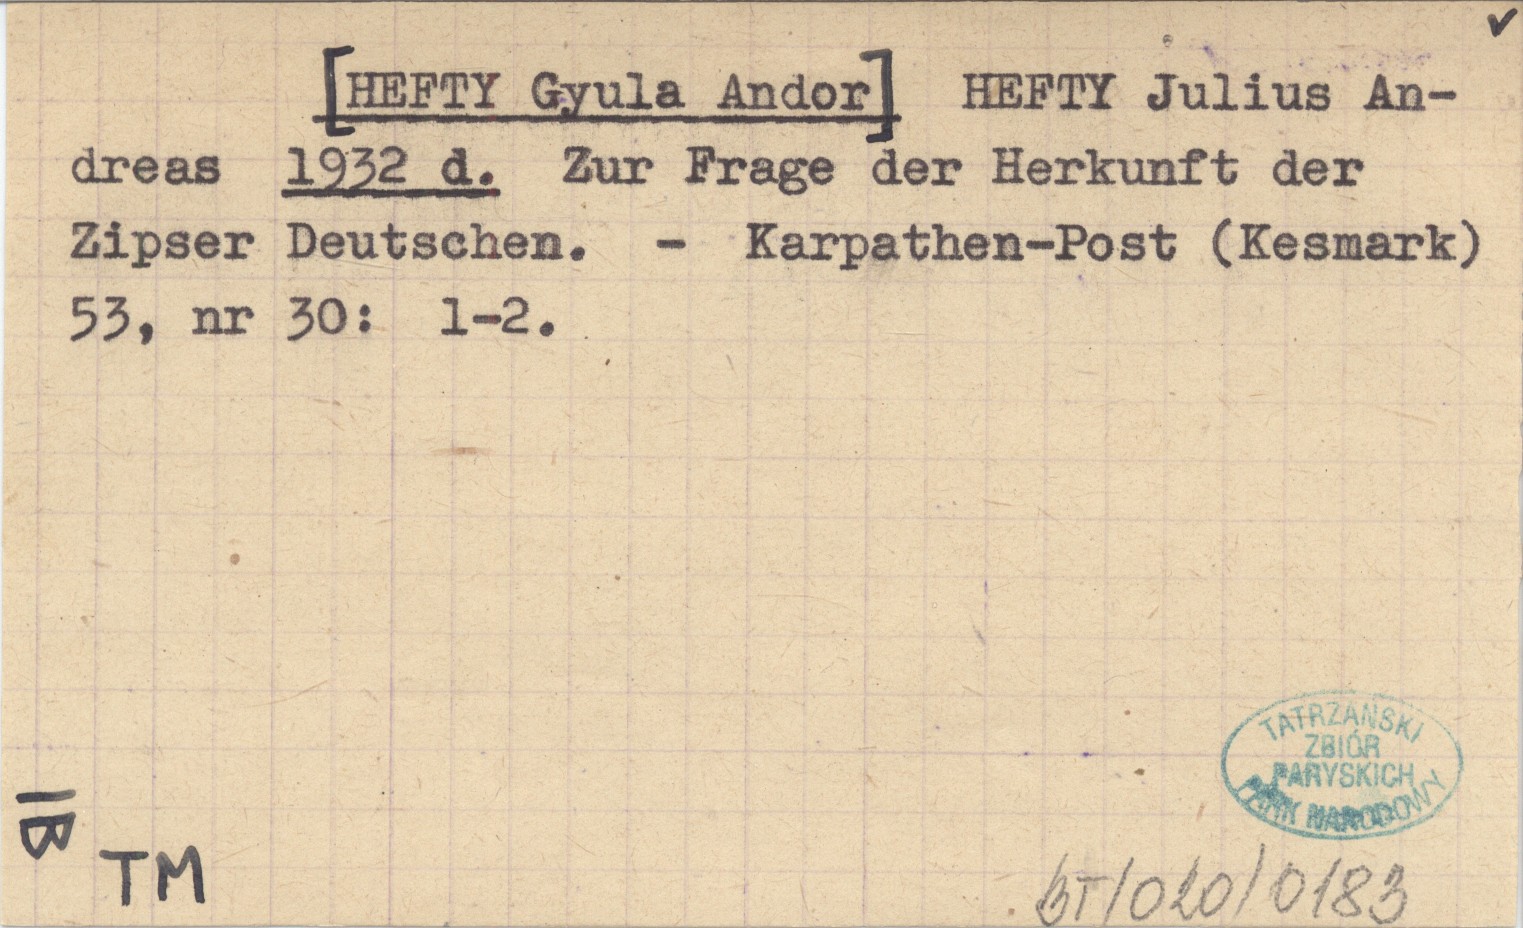 ✓
[HEFTY Gyula Andor] HEFTY Julius An-
dreas 1932 d. Zur Frage der Herkunft der
Zipser Deutschen. - Karpathen-Post (Kesmark)
53, nr 30: 1-2.
TATRZAŃSKI
ZBIÓR
PARYSKICH
PARK NARODOWY
IB
TM
BT/020/0183